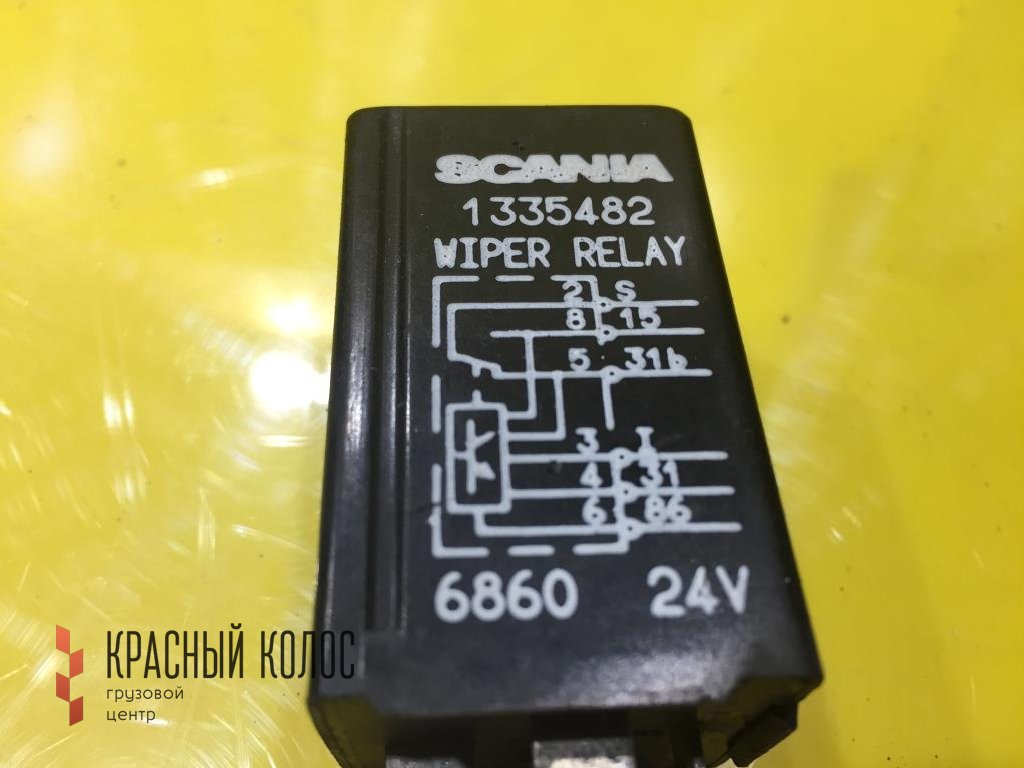 SCANIA
1335482
WIPER RELAY
2 S
8 15
5 31b
3 I
4 31
6 86
6860 24V
КРАСНЫЙ КОЛОС
грузовой
центр